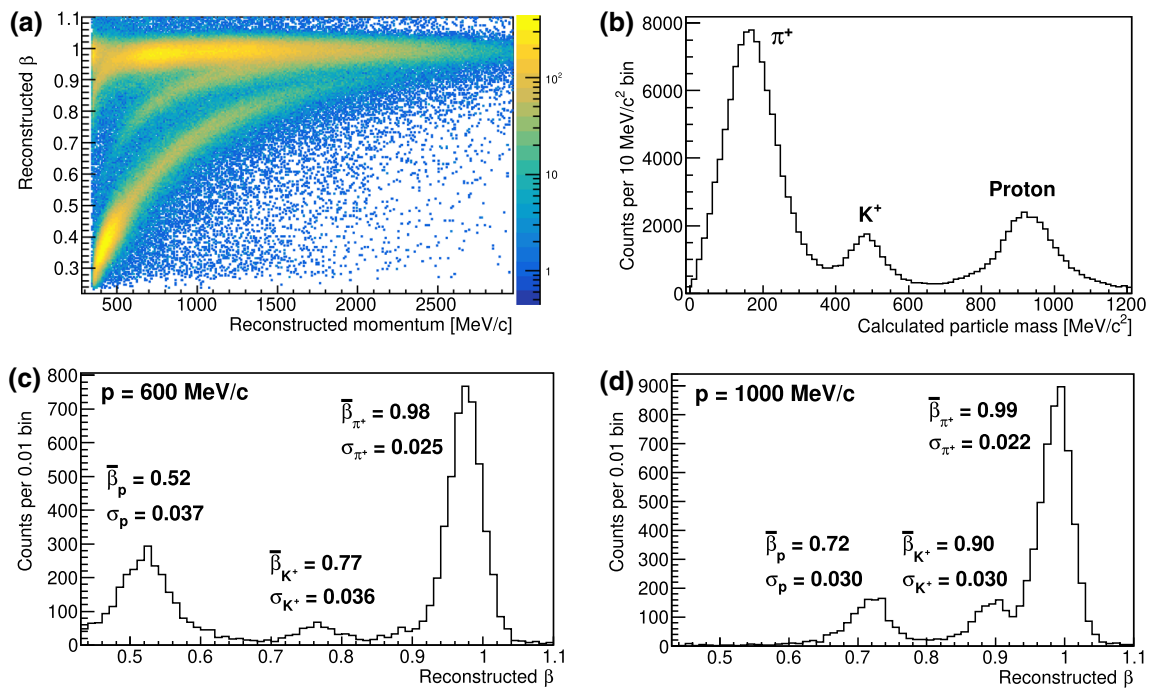 (a)
1.1
1
0.9
0.8
0.7
0.6
0.5
0.4
0.3
Reconstructed β
500 1000 1500 2000 2500
Reconstructed momentum [MeV/c]
10²
10
1
(b)
8000
6000
4000
2000
0
Counts per 10 MeV/c² bin
π⁺
K⁺
Proton
0 200 400 600 800 1000 1200
Calculated particle mass [MeV/c²]
(c)
p = 600 MeV/c
800
700
600
500
400
300
200
100
0
Counts per 0.01 bin
β̅π⁺ = 0.98
σπ⁺ = 0.025
β̅p = 0.52
σp = 0.037
β̅K⁺ = 0.77
σK⁺ = 0.036
0.5 0.6 0.7 0.8 0.9 1 1.1
Reconstructed β
(d)
p = 1000 MeV/c
900
800
700
600
500
400
300
200
100
0
Counts per 0.01 bin
β̅π⁺ = 0.99
σπ⁺ = 0.022
β̅p = 0.72
σp = 0.030
β̅K⁺ = 0.90
σK⁺ = 0.030
0.5 0.6 0.7 0.8 0.9 1 1.1
Reconstructed β